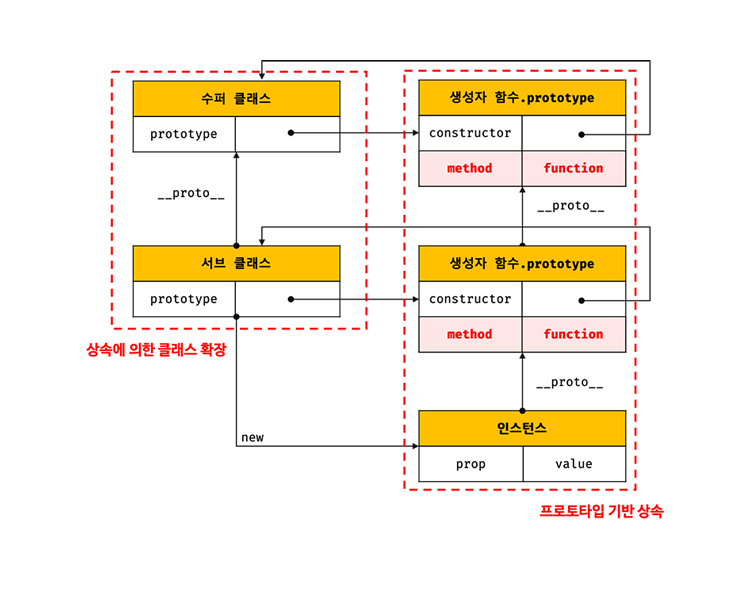 수퍼 클래스
prototype
__proto__
서브 클래스
prototype
상속에 의한 클래스 확장
new
생성자 함수.prototype
constructor
method function
__proto__
생성자 함수.prototype
constructor
method function
__proto__
인스턴스
prop value
프로토타입 기반 상속